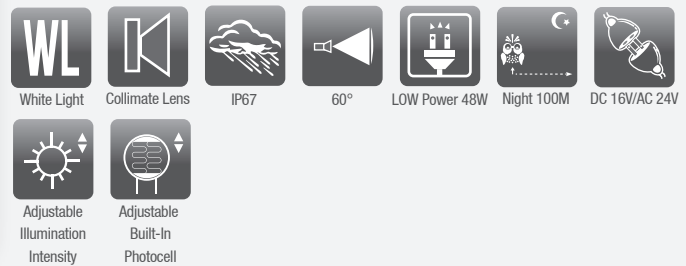 WL
White Light
Collimate Lens
IP67
60°
LOW Power 48W
Night 100M
DC 16V/AC 24V
Adjustable
Illumination
Intensity
Adjustable
Built-In
Photocell